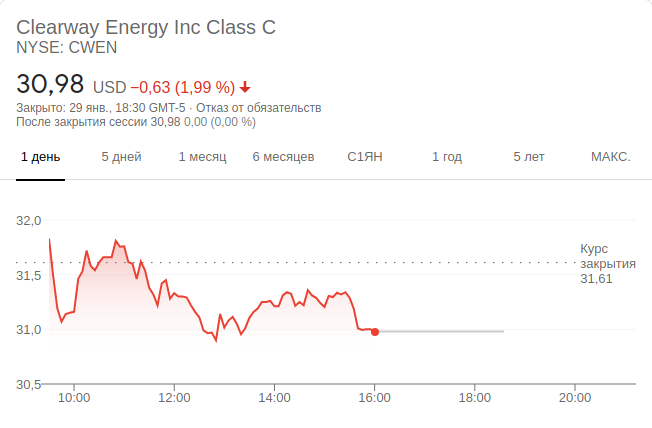 Clearway Energy Inc Class C
NYSE: CWEN
30,98 USD −0,63 (1,99 %)
Закрыто: 29 янв., 18:30 GMT-5 · Отказ от обязательств
После закрытия сессии 30,98 0,00 (0,00 %)
1 день 5 дней 1 месяц 6 месяцев С1ЯН 1 год 5 лет МАКС.
32,0
31,5
31,0
30,5
Курс
закрытия
31,61
10:00 12:00 14:00 16:00 18:00 20:00